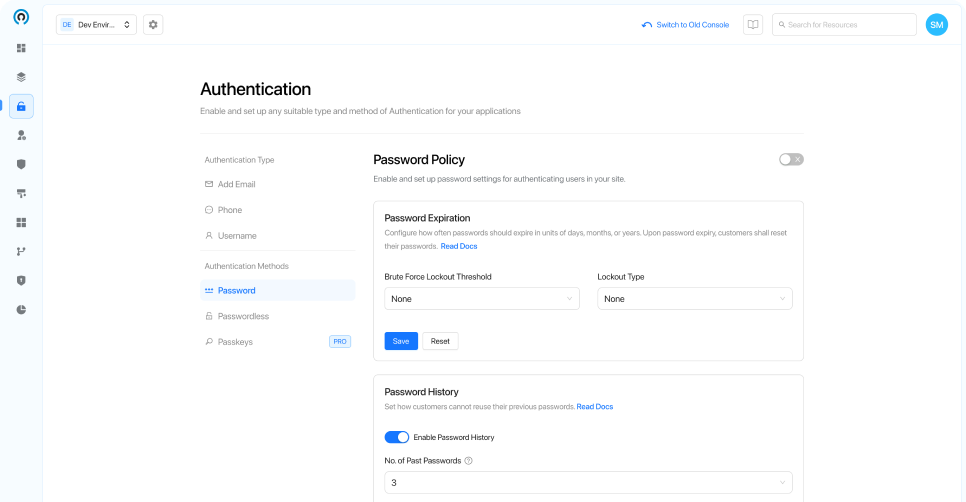 DE Dev Envir...
Switch to Old Console
Search for Resources
SM
Authentication
Enable and set up any suitable type and method of Authentication for your applications
Authentication Type
Add Email
Phone
Username
Authentication Methods
Password
Passwordless
Passkeys PRO
Password Policy
Enable and set up password settings for authenticating users in your site.
Password Expiration
Configure how often passwords should expire in units of days, months, or years. Upon password expiry, customers shall reset
their passwords. Read Docs
Brute Force Lockout Threshold Lockout Type
None None
Save Reset
Password History
Set how customers cannot reuse their previous passwords. Read Docs
Enable Password History
No. of Past Passwords
3